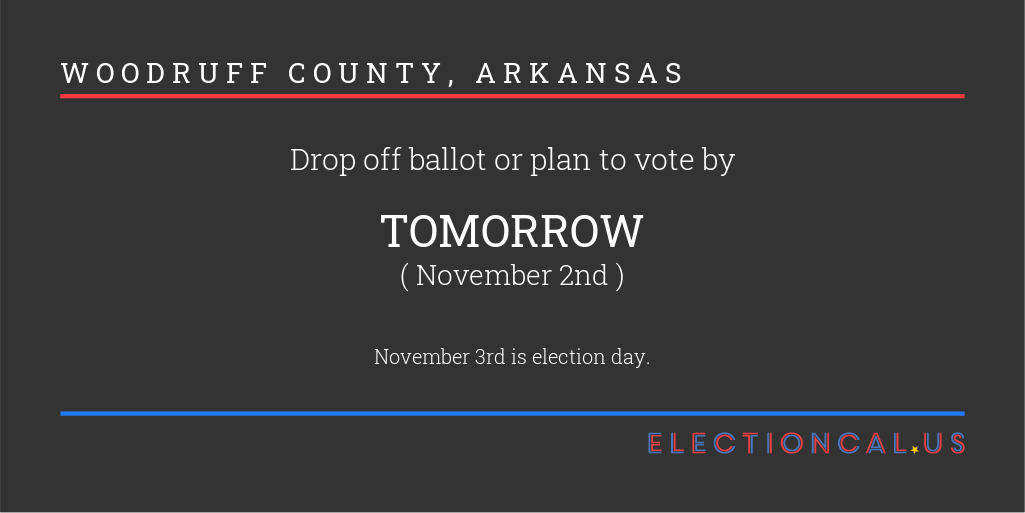 WOODRUFF COUNTY, ARKANSAS
Drop off ballot or plan to vote by
TOMORROW
( November 2nd )
November 3rd is election day.
ELECTIONCAL.US